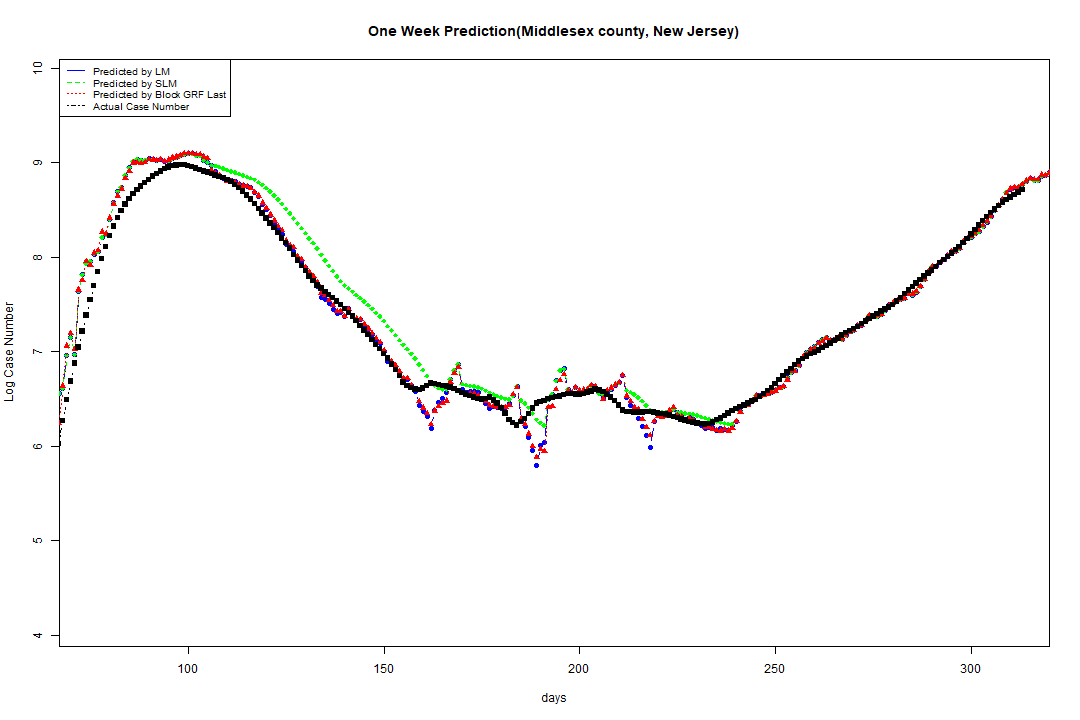 One Week Prediction(Middlesex county, New Jersey)
Predicted by LM
Predicted by SLM
Predicted by Block GRF Last
Actual Case Number
10
9
8
7
6
5
4
Log Case Number
100 150 200 250 300
days